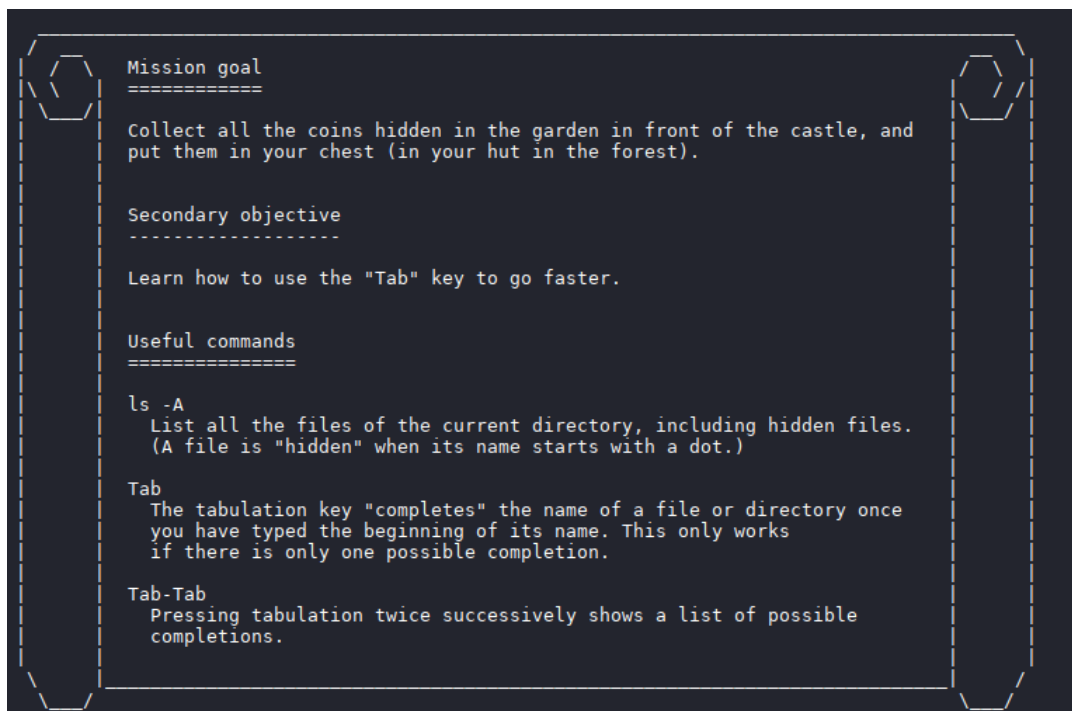 Mission goal
============
Collect all the coins hidden in the garden in front of the castle, and
put them in your chest (in your hut in the forest).
Secondary objective
-------------------
Learn how to use the "Tab" key to go faster.
Useful commands
===============
ls -A
List all the files of the current directory, including hidden files.
(A file is "hidden" when its name starts with a dot.)
Tab
The tabulation key "completes" the name of a file or directory once
you have typed the beginning of its name. This only works
if there is only one possible completion.
Tab-Tab
Pressing tabulation twice successively shows a list of possible
completions.